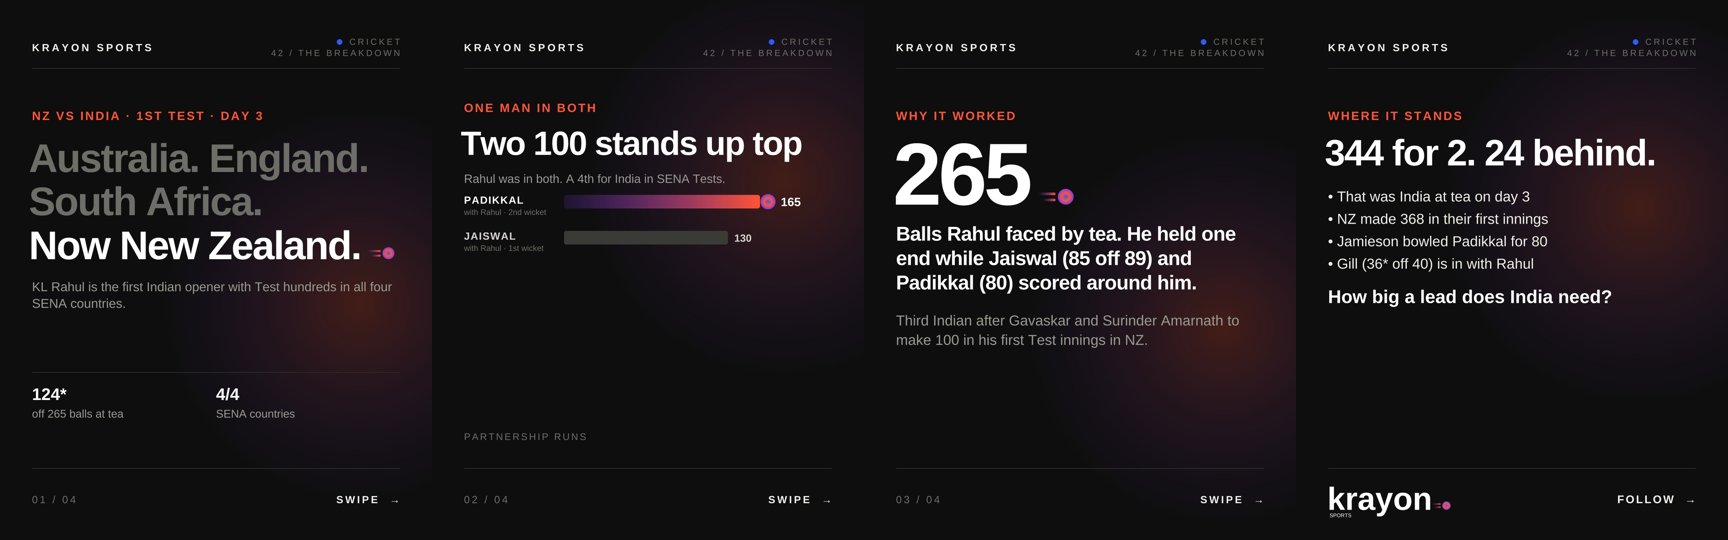 KRAYON SPORTS
CRICKET
42 / THE BREAKDOWN
NZ VS INDIA · 1ST TEST · DAY 3
Australia. England.
South Africa.
Now New Zealand.
KL Rahul is the first Indian opener with Test hundreds in all four
SENA countries.
124*
off 265 balls at tea
4/4
SENA countries
01 / 04
SWIPE →
KRAYON SPORTS
CRICKET
42 / THE BREAKDOWN
ONE MAN IN BOTH
Two 100 stands up top
Rahul was in both. A 4th for India in SENA Tests.
PADIKKAL
with Rahul · 2nd wicket
165
JAISWAL
with Rahul · 1st wicket
130
PARTNERSHIP RUNS
02 / 04
SWIPE →
KRAYON SPORTS
CRICKET
42 / THE BREAKDOWN
WHY IT WORKED
265
Balls Rahul faced by tea. He held one
end while Jaiswal (85 off 89) and
Padikkal (80) scored around him.
Third Indian after Gavaskar and Surinder Amarnath to
make 100 in his first Test innings in NZ.
03 / 04
SWIPE →
KRAYON SPORTS
CRICKET
42 / THE BREAKDOWN
WHERE IT STANDS
344 for 2. 24 behind.
• That was India at tea on day 3
• NZ made 368 in their first innings
• Jamieson bowled Padikkal for 80
• Gill (36* off 40) is in with Rahul
How big a lead does India need?
krayon
SPORTS
FOLLOW →